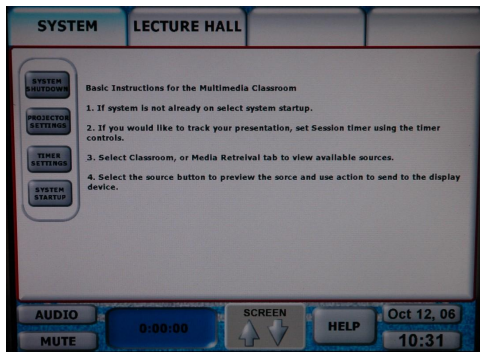 SYSTEM
LECTURE HALL
SYSTEM
SHUTDOWN
PROJECTOR
SETTINGS
TIMER
SETTINGS
SYSTEM
STARTUP
Basic Instructions for the Multimedia Classroom
1. If system is not already on select system startup.
2. If you would like to track your presentation, set Session timer using the timer
controls.
3. Select Classroom, or Media Retreival tab to view available sources.
4. Select the source button to preview the sorce and use action to send to the display
device.
AUDIO
MUTE
0:00:00
SCREEN
HELP
Oct 12, 06
10:31